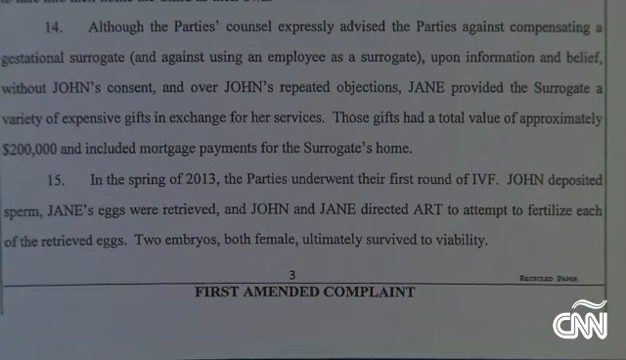 14. Although the Parties' counsel expressly advised the Parties against compensating a
gestational surrogate (and against using an employee as a surrogate), upon information and belief,
without JOHN's consent, and over JOHN's repeated objections, JANE provided the Surrogate a
variety of expensive gifts in exchange for her services. Those gifts had a total value of approximately
$200,000 and included mortgage payments for the Surrogate's home.
15. In the spring of 2013, the Parties underwent their first round of IVF. JOHN deposited
sperm, JANE's eggs were retrieved, and JOHN and JANE directed ART to attempt to fertilize each
of the retrieved eggs. Two embryos, both female, ultimately survived to viability.
3
RECYCLED PAPER
FIRST AMENDED COMPLAINT
CNN